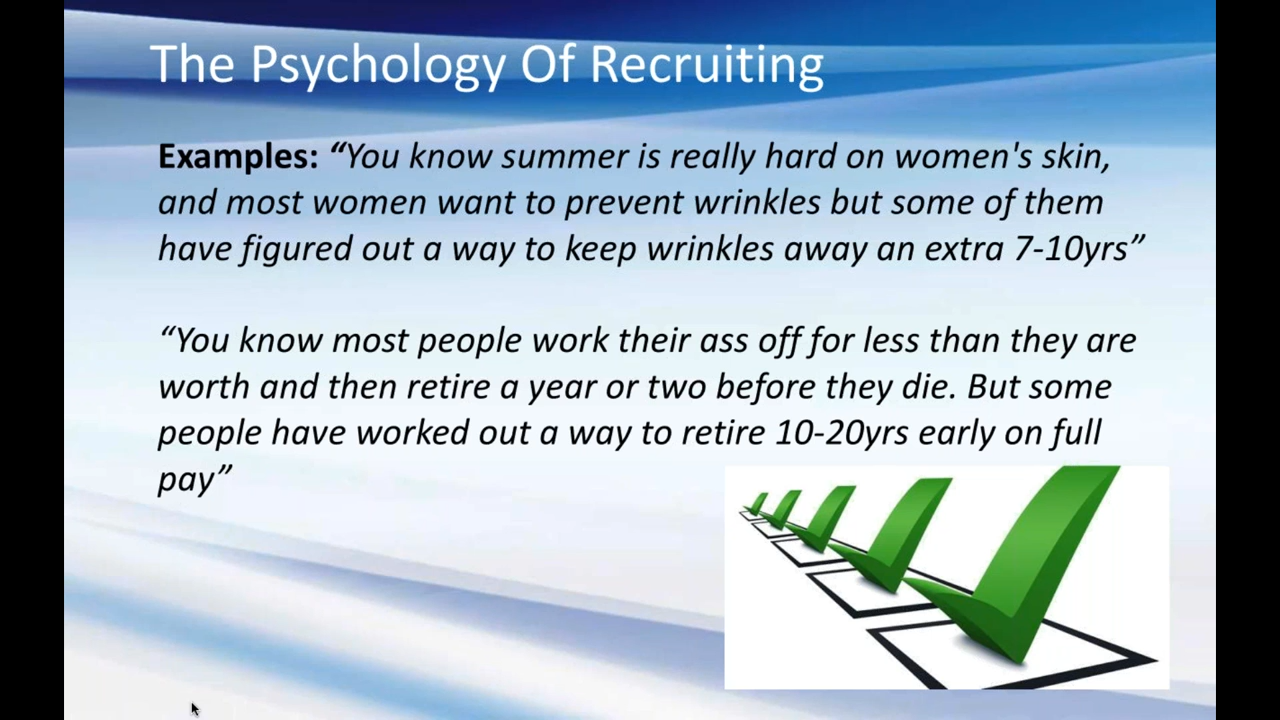 The Psychology Of Recruiting
Examples: “You know summer is really hard on women's skin,
and most women want to prevent wrinkles but some of them
have figured out a way to keep wrinkles away an extra 7-10yrs”
“You know most people work their ass off for less than they are
worth and then retire a year or two before they die. But some
people have worked out a way to retire 10-20yrs early on full
pay”